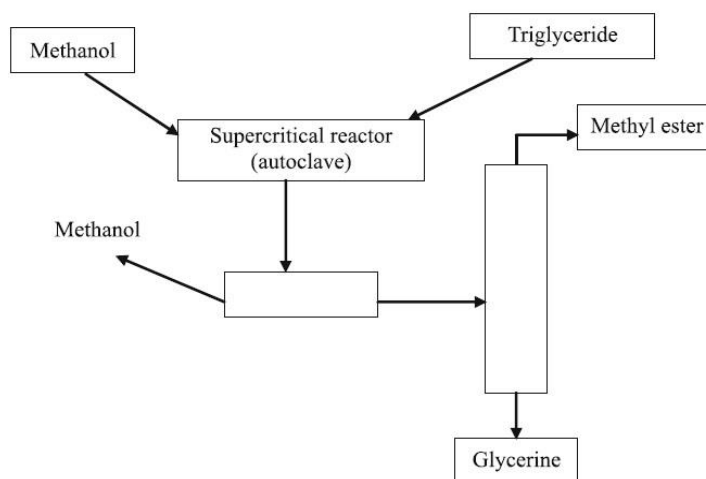 Methanol
Triglyceride
Supercritical reactor
(autoclave)
Methyl ester
Methanol
Glycerine